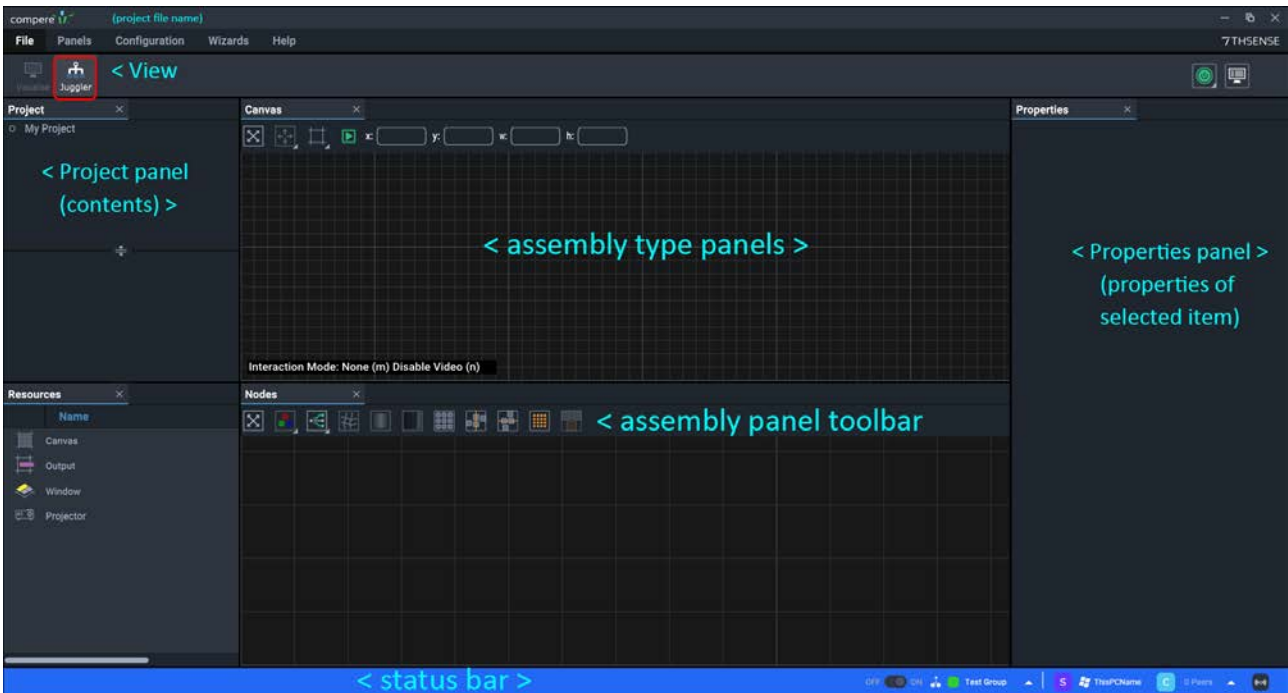 compere (project file name)
File Panels Configuration Wizards Help 7THSENSE
Visualise Juggler < View
Project
My Project
< Project panel
(contents) >
Canvas
x: y: w: h:
< assembly type panels >
Interaction Mode: None (m) Disable Video (n)
Properties
< Properties panel >
(properties of
selected item)
Resources
Name
Canvas
Output
Window
Projector
Nodes
< assembly panel toolbar
< status bar >
OFF ON Test Group S ThisPCName C 0 Peers